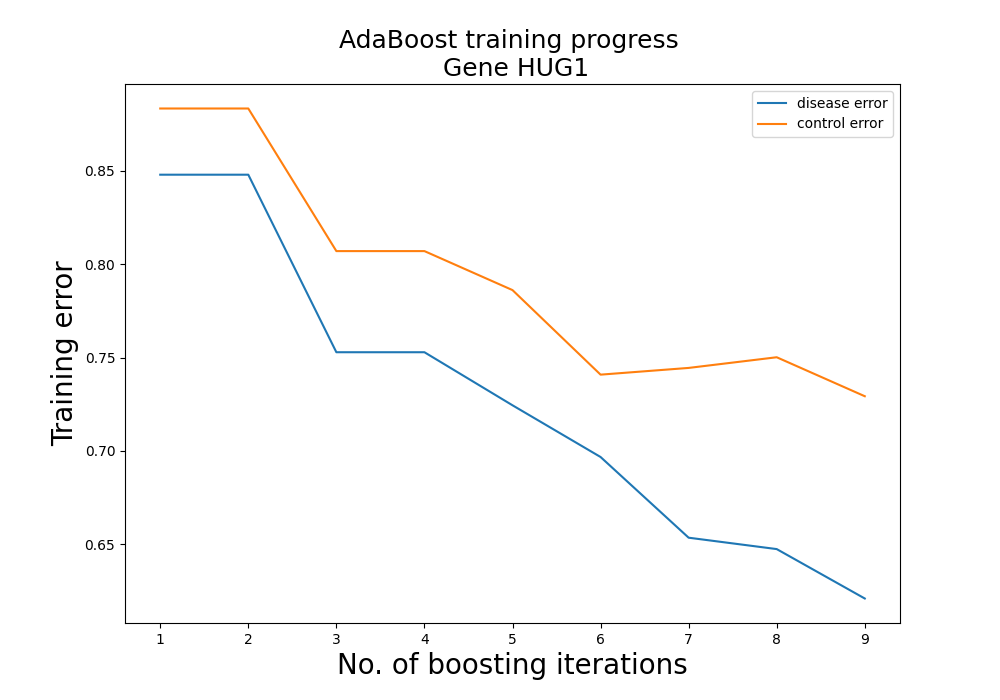 AdaBoost training progress
Gene HUG1
disease error
control error
0.85
0.80
0.75
0.70
0.65
Training error
1 2 3 4 5 6 7 8 9
No. of boosting iterations